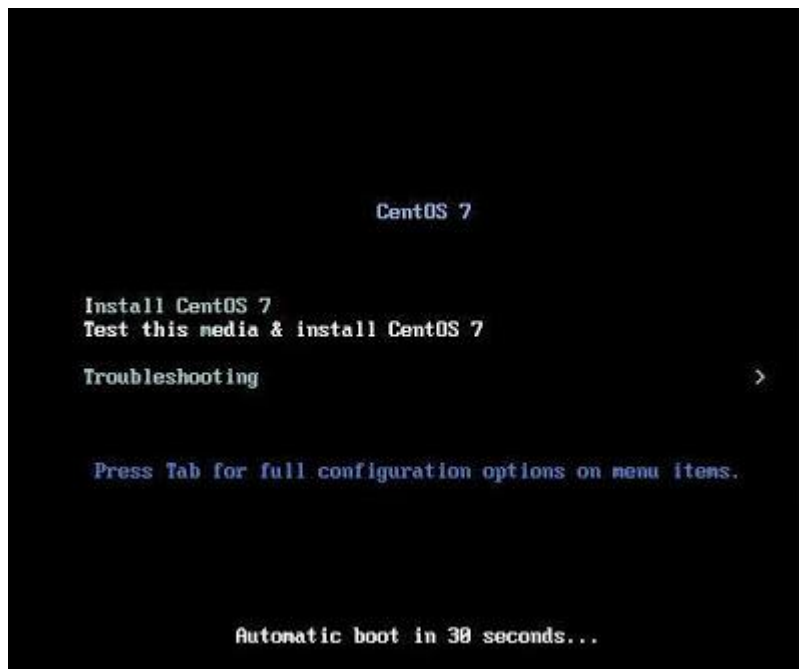 CentOS 7
Install CentOS 7
Test this media & install CentOS 7
Troubleshooting >
Press Tab for full configuration options on menu items.
Automatic boot in 30 seconds...